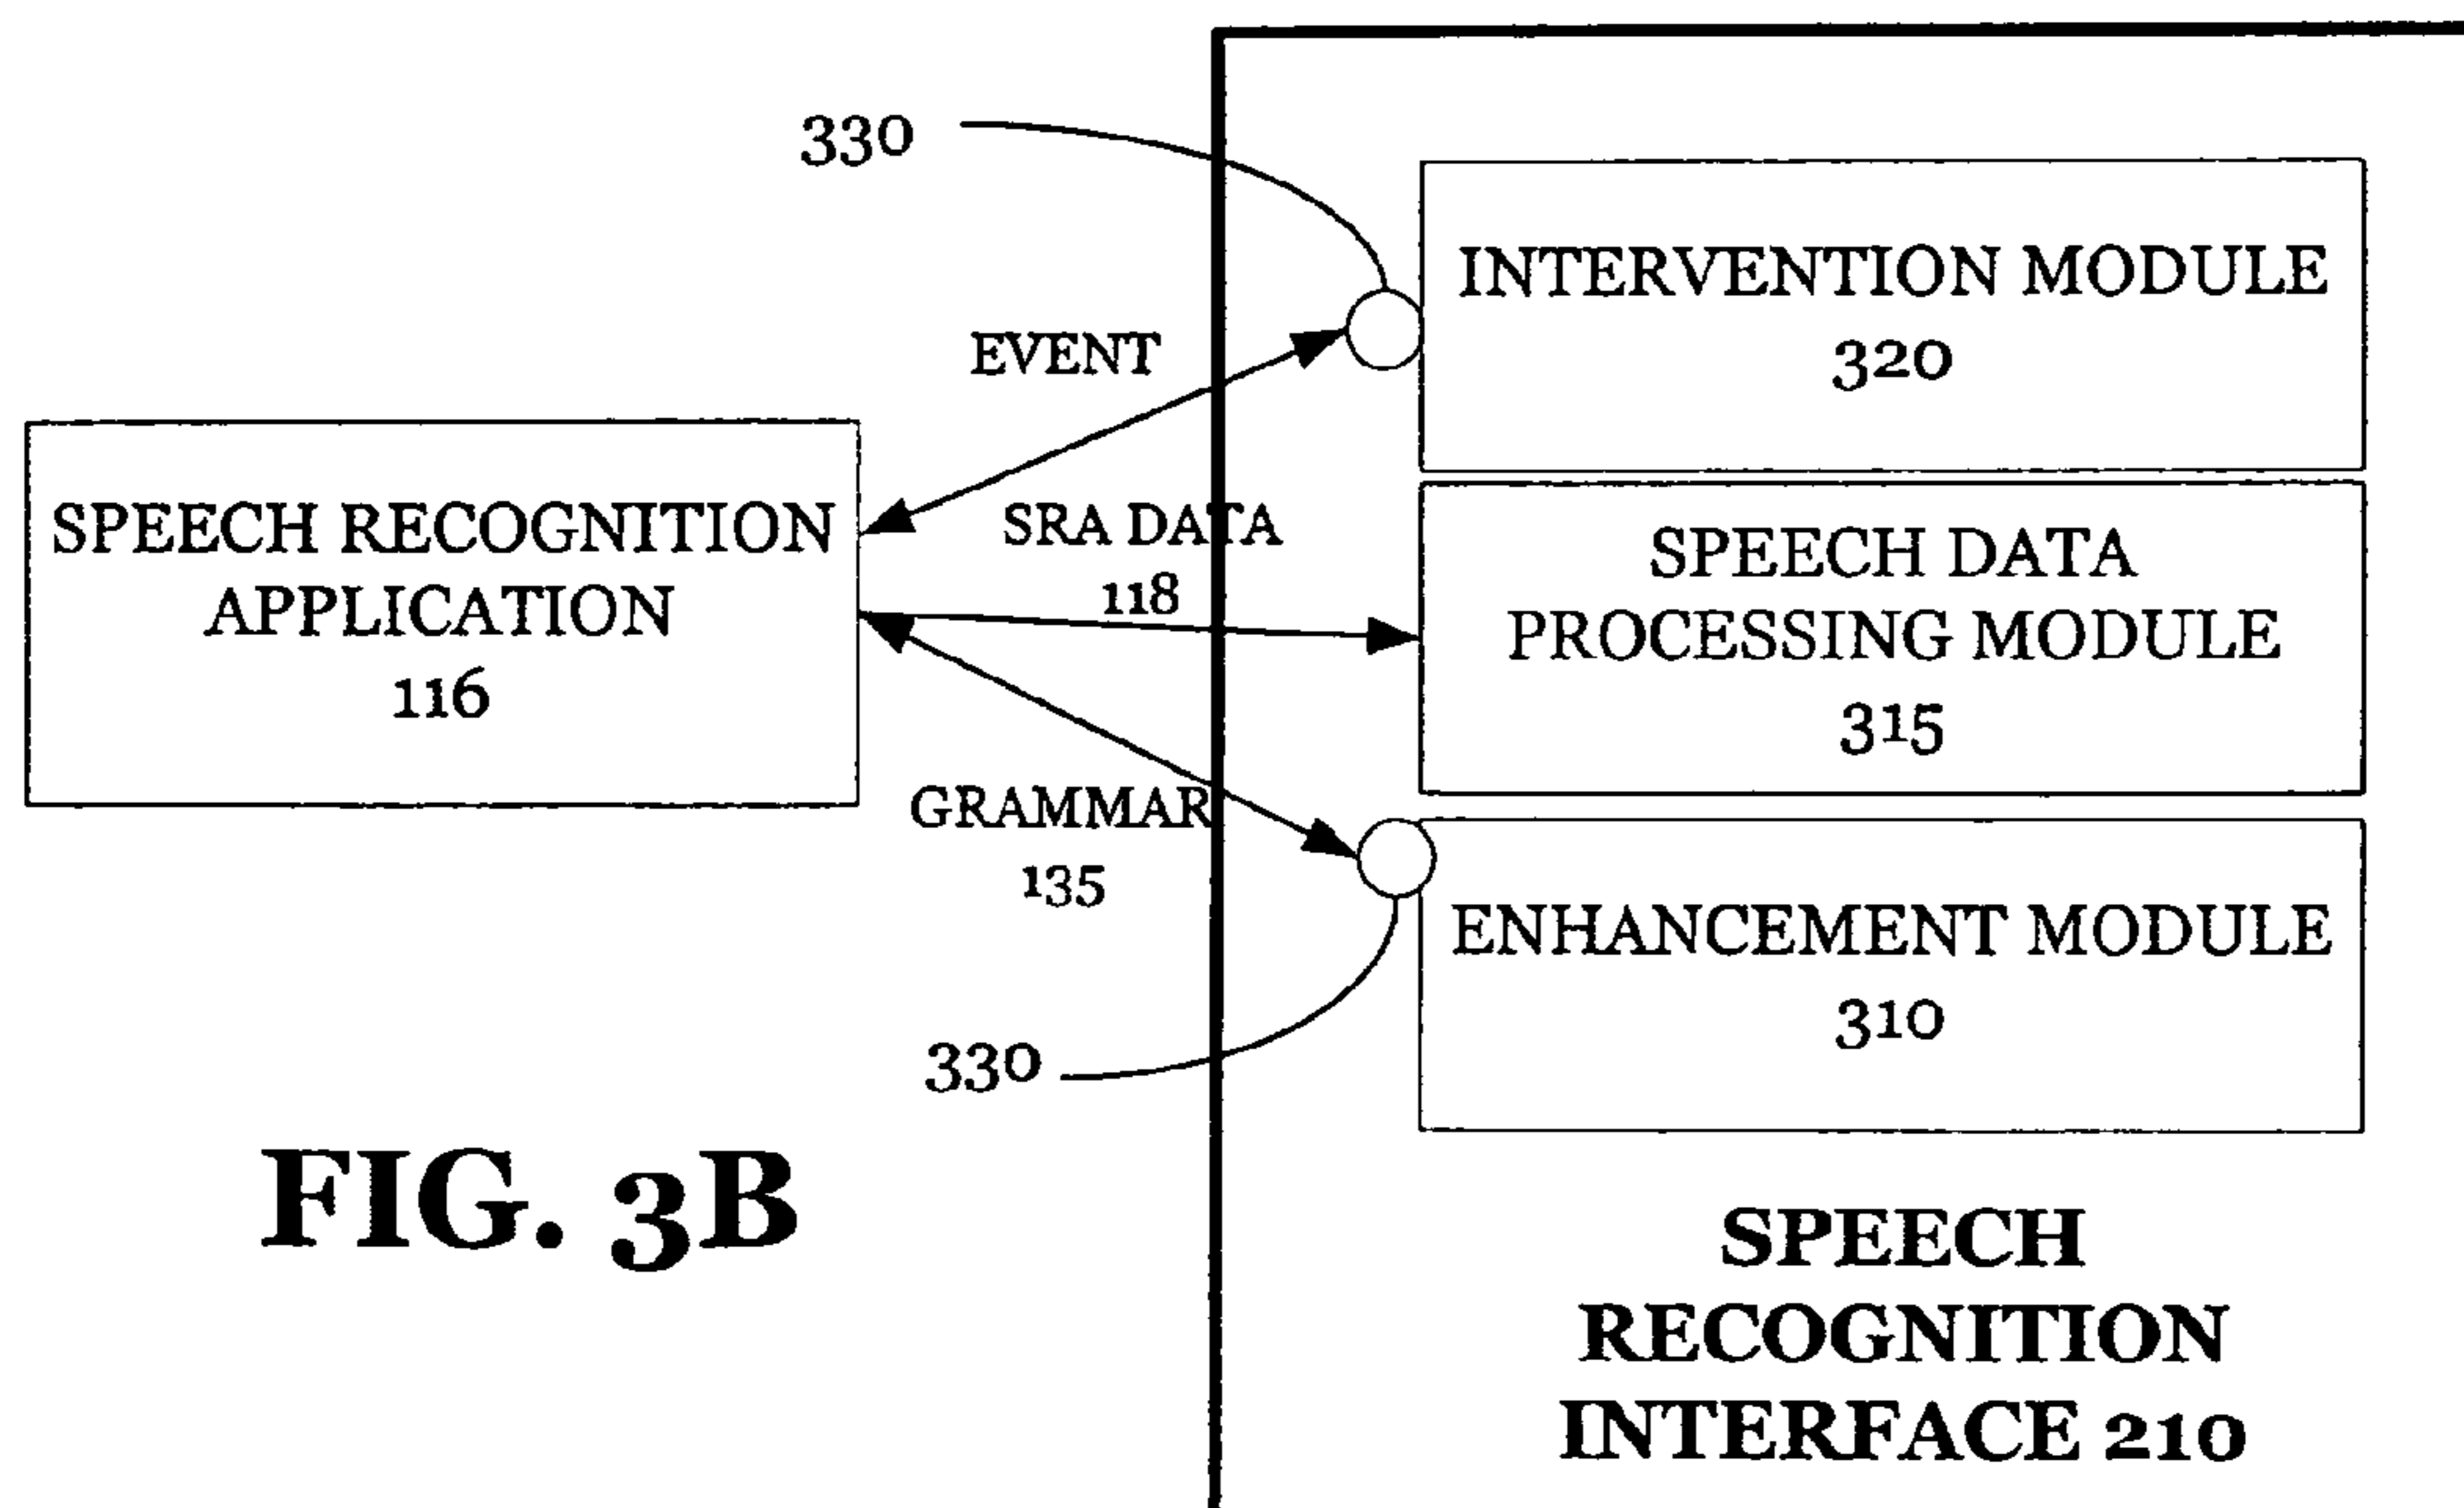 330
INTERVENTION MODULE
320
EVENT
SPEECH RECOGNITION
APPLICATION
116
SRA DATA
118
SPEECH DATA
PROCESSING MODULE
315
GRAMMAR
135
ENHANCEMENT MODULE
310
330
FIG. 3B
SPEECH
RECOGNITION
INTERFACE 210